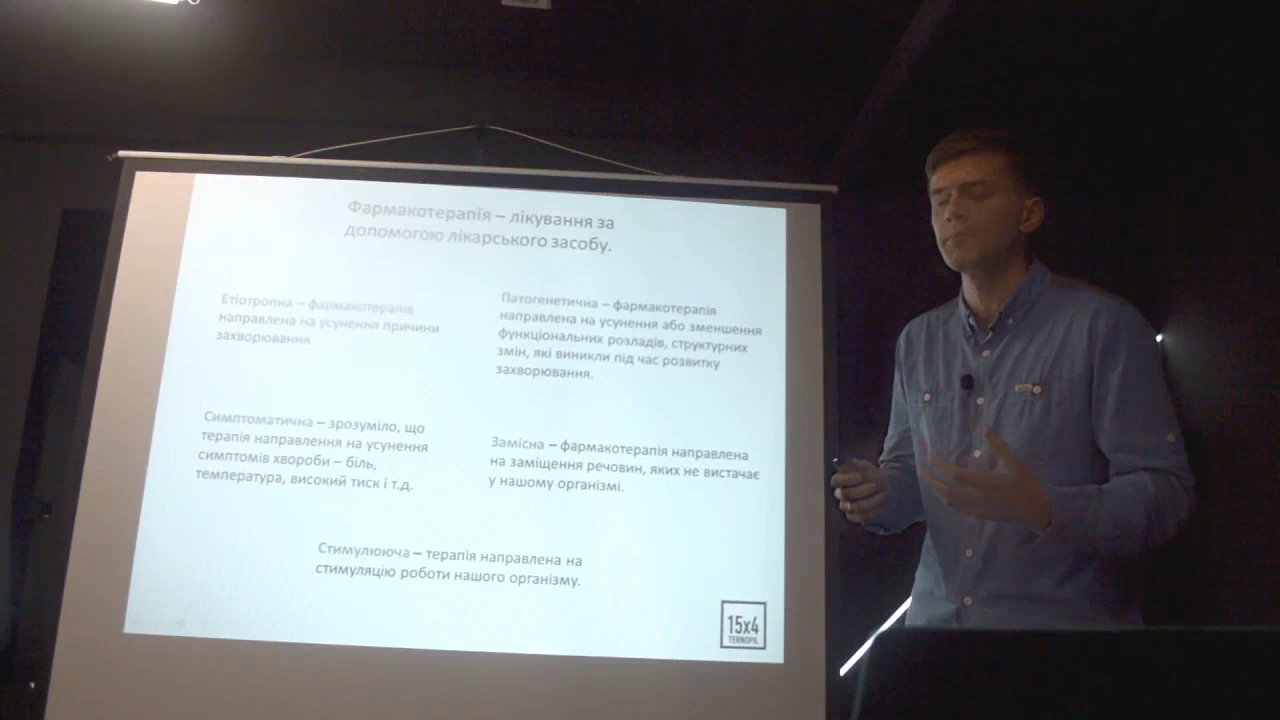 Фармакотерапія – лікування за
допомогою лікарського засобу.
Етіотропна – фармакотерапія
направлена на усунення причини
захворювання.
Патогенетична – фармакотерапія
направлена на усунення або зменшення
функціональних розладів, структурних
змін, які виникли під час розвитку
захворювання.
Симптоматична – зрозуміло, що
терапія направлення на усунення
симптомів хвороби – біль,
температура, високий тиск і т.д.
Замісна – фармакотерапія направлена
на заміщення речовин, яких не вистачає
у нашому організмі.
Стимулююча – терапія направлена на
стимуляцію роботи нашого організму.
15x4
TERNOPIL